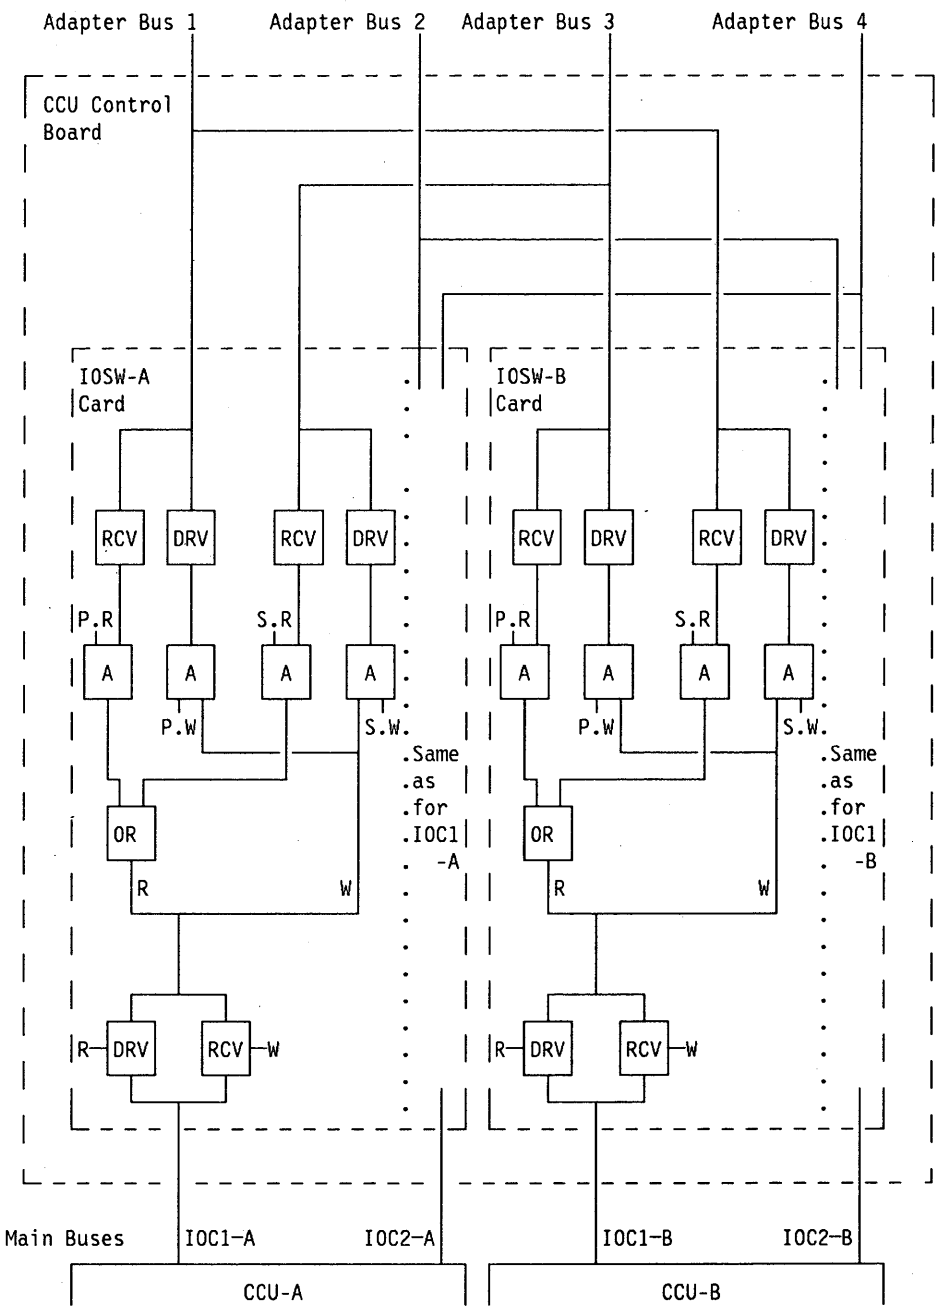 Adapter Bus 1 Adapter Bus 2 Adapter Bus 3 Adapter Bus 4
CCU Control
Board
IOSW-A IOSW-B
Card Card
RCV DRV RCV DRV RCV DRV RCV DRV
P.R S.R P.R S.R
A A A A A A A A
P.W S.W P.W S.W
Same Same
as as
for for
OR IOC1 OR IOC1
-A -B
R W R W
R DRV RCV W R DRV RCV W
Main Buses IOC1-A IOC2-A IOC1-B IOC2-B
CCU-A CCU-B